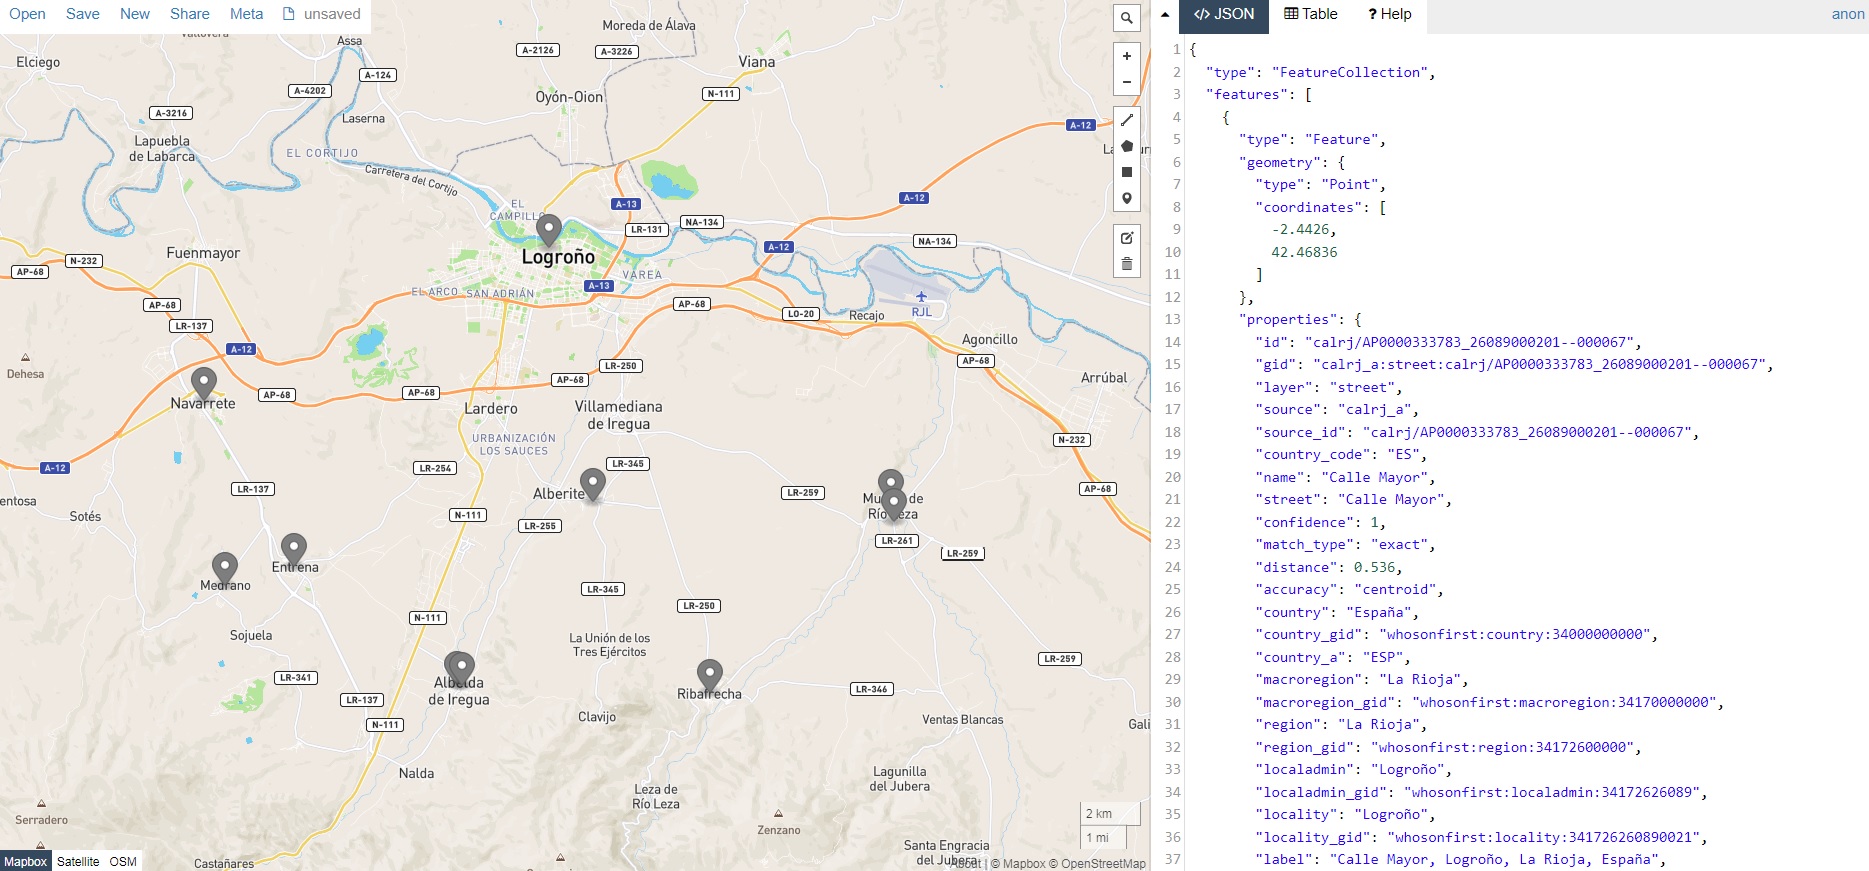 Open Save New Share Meta unsaved
Moreda de Álava
Assa
Elciego
A-2126
A-3226
Viana
A-124
A-4202
Oyón-Oion
N-111
A-3216
Laserna
A-12
Lapuebla
de Labarca
EL CORTIJO
Carretera del Cortijo
A-12
EL
CAMPILLO
A-13
LR-131
NA-134
NA-134
A-12
Logroño
Fuenmayor
N-232
AP-68
VAREA
EL ARCO
SAN ADRIÁN
A-13
RJL
AP-68
AP-68
LO-20
Recajo
LR-137
Agoncillo
A-12
AP-68
Dehesa
LR-250
AP-68
Arrúbal
Navarrete
AP-68
AP-68
Lardero
Villamediana
de Iregua
URBANIZACIÓN
LOS SAUCES
N-232
A-12
LR-254
LR-345
LR-137
Alberite
LR-259
AP-68
Sotés
N-111
LR-255
LR-261
LR-259
Entrena
Medrano
LR-345
LR-250
N-111
Sojuela
La Unión de los
Tres Ejércitos
LR-259
LR-341
LR-137
Albelda
de Iregua
Ribafrecha
LR-346
N-111
Clavijo
Ventas Blancas
Nalda
Lagunilla
del Jubera
Leza de
Río Leza
Serradero
Zenzano
2 km
1 mi
Santa Engracia
del Jubera
Castañares
Mapbox Satellite OSM
About | © Mapbox © OpenStreetMap
</> JSON Table ? Help anon
1 {
2 "type": "FeatureCollection",
3 "features": [
4 {
5 "type": "Feature",
6 "geometry": {
7 "type": "Point",
8 "coordinates": [
9 -2.4426,
10 42.46836
11 ]
12 },
13 "properties": {
14 "id": "calrj/AP0000333783_26089000201--000067",
15 "gid": "calrj_a:street:calrj/AP0000333783_26089000201--000067",
16 "layer": "street",
17 "source": "calrj_a",
18 "source_id": "calrj/AP0000333783_26089000201--000067",
19 "country_code": "ES",
20 "name": "Calle Mayor",
21 "street": "Calle Mayor",
22 "confidence": 1,
23 "match_type": "exact",
24 "distance": 0.536,
25 "accuracy": "centroid",
26 "country": "España",
27 "country_gid": "whosonfirst:country:34000000000",
28 "country_a": "ESP",
29 "macroregion": "La Rioja",
30 "macroregion_gid": "whosonfirst:macroregion:34170000000",
31 "region": "La Rioja",
32 "region_gid": "whosonfirst:region:34172600000",
33 "localadmin": "Logroño",
34 "localadmin_gid": "whosonfirst:localadmin:34172626089",
35 "locality": "Logroño",
36 "locality_gid": "whosonfirst:locality:341726260890021",
37 "label": "Calle Mayor, Logroño, La Rioja, España",